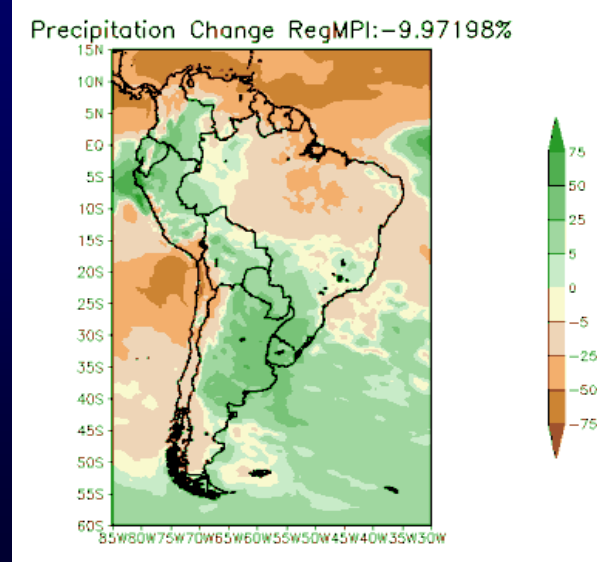 Precipitation Change RegMPI:-9.97198%
15N
10N
5N
EQ
5S
10S
15S
20S
25S
30S
35S
40S
45S
50S
55S
60S
85W80W75W70W65W60W55W50W45W40W35W30W
75
50
25
5
0
-5
-25
-50
-75